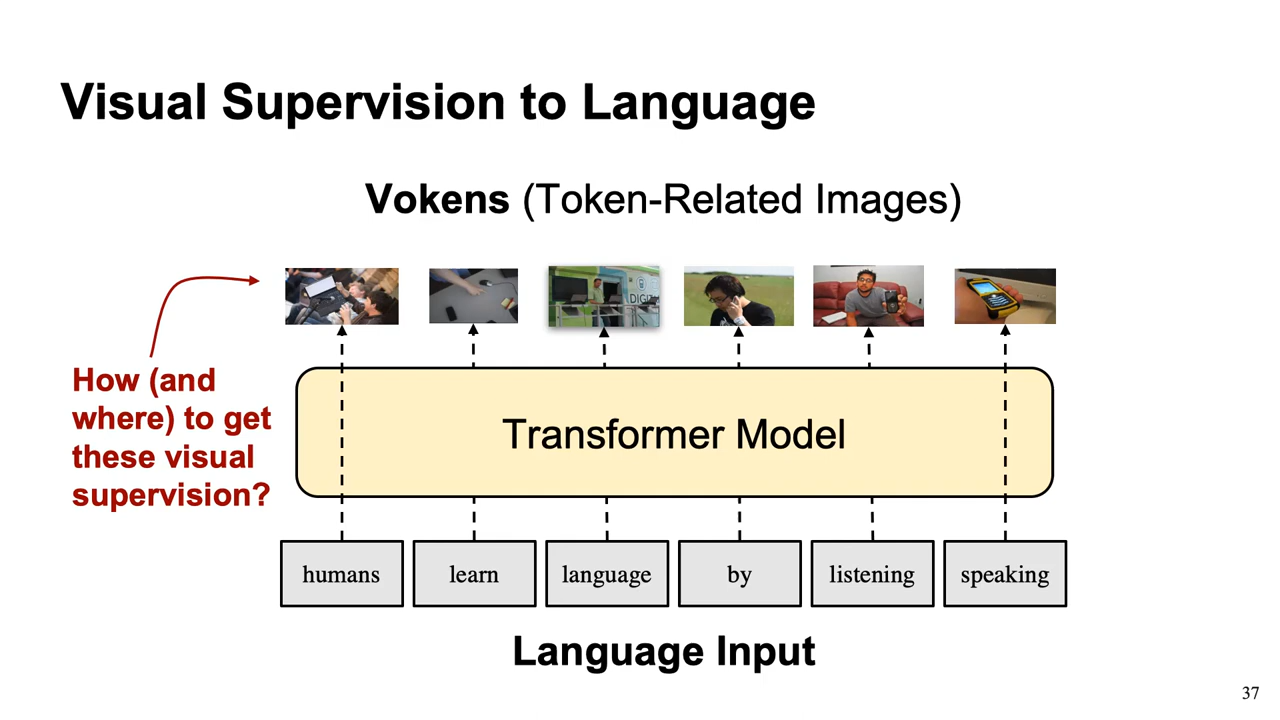 Visual Supervision to Language
Vokens (Token-Related Images)
DIGIT
How (and
where) to get
these visual
supervision?
Transformer Model
humans learn language by listening speaking
Language Input
37